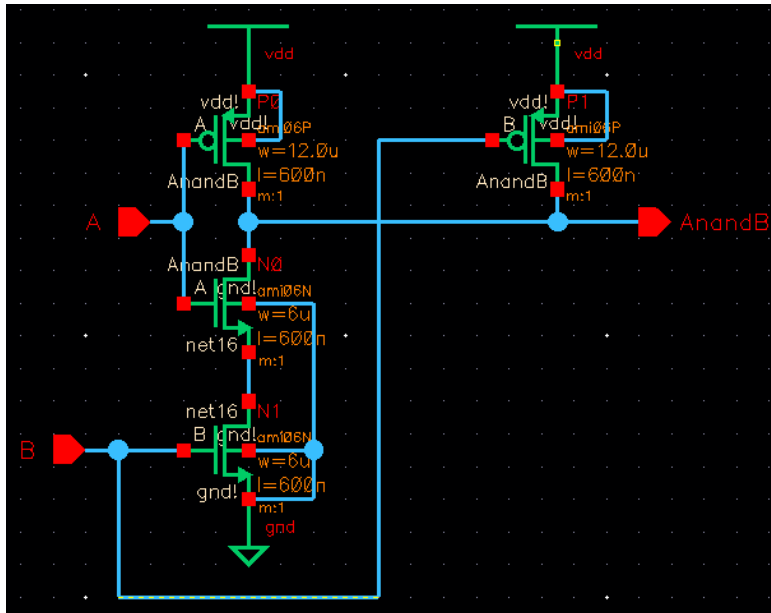 vdd
vdd
vdd! P0
A vdd!
ami06P
w=12.0u
l=600n
AnandB
m:1
vdd! P1
B vdd!
ami06P
w=12.0u
l=600n
AnandB
m:1
A
AnandB
AnandB N0
A gnd!
ami06N
w=6u
l=600n
net16
m:1
net16 N1
B
B gnd!
ami06N
w=6u
l=600n
gnd!
m:1
gnd